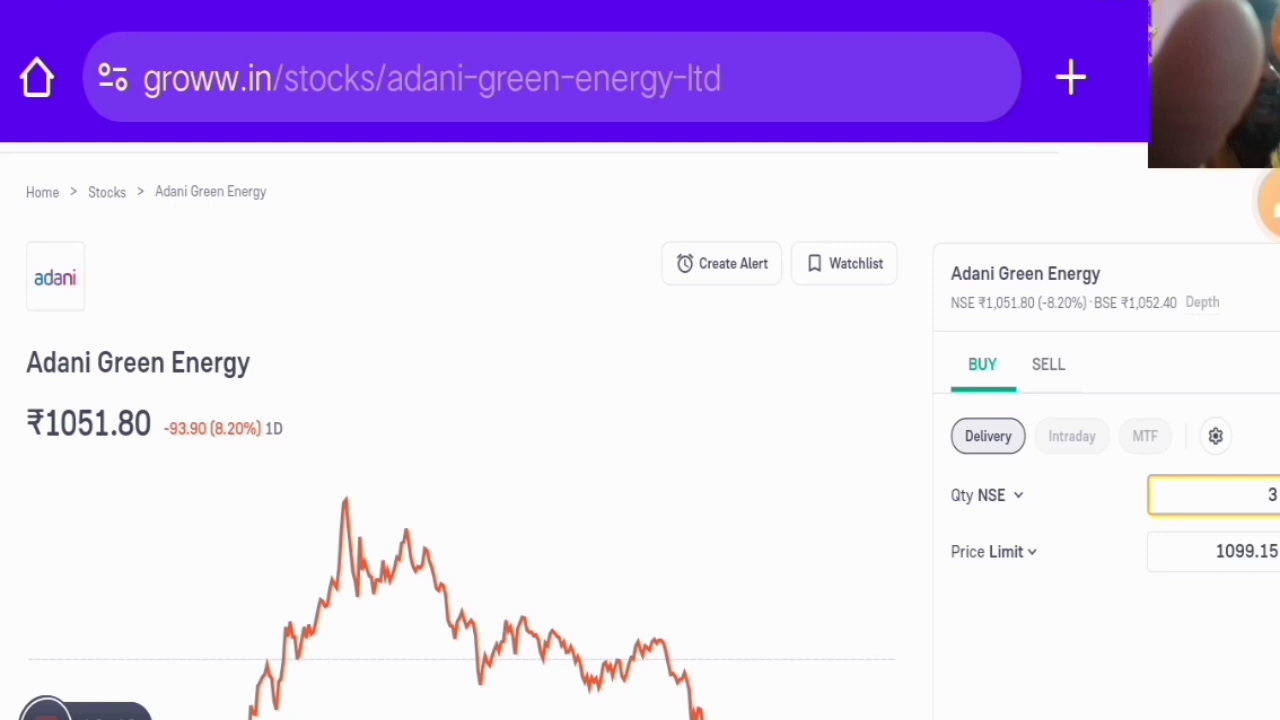 groww.in/stocks/adani-green-energy-ltd
Home > Stocks > Adani Green Energy
adani
Create Alert
Watchlist
Adani Green Energy
₹1051.80 -93.90 (8.20%) 1D
Adani Green Energy
NSE ₹1,051.80 (-8.20%) · BSE ₹1,052.40 Depth
BUY SELL
Delivery Intraday MTF
Qty NSE 3
Price Limit 1099.15